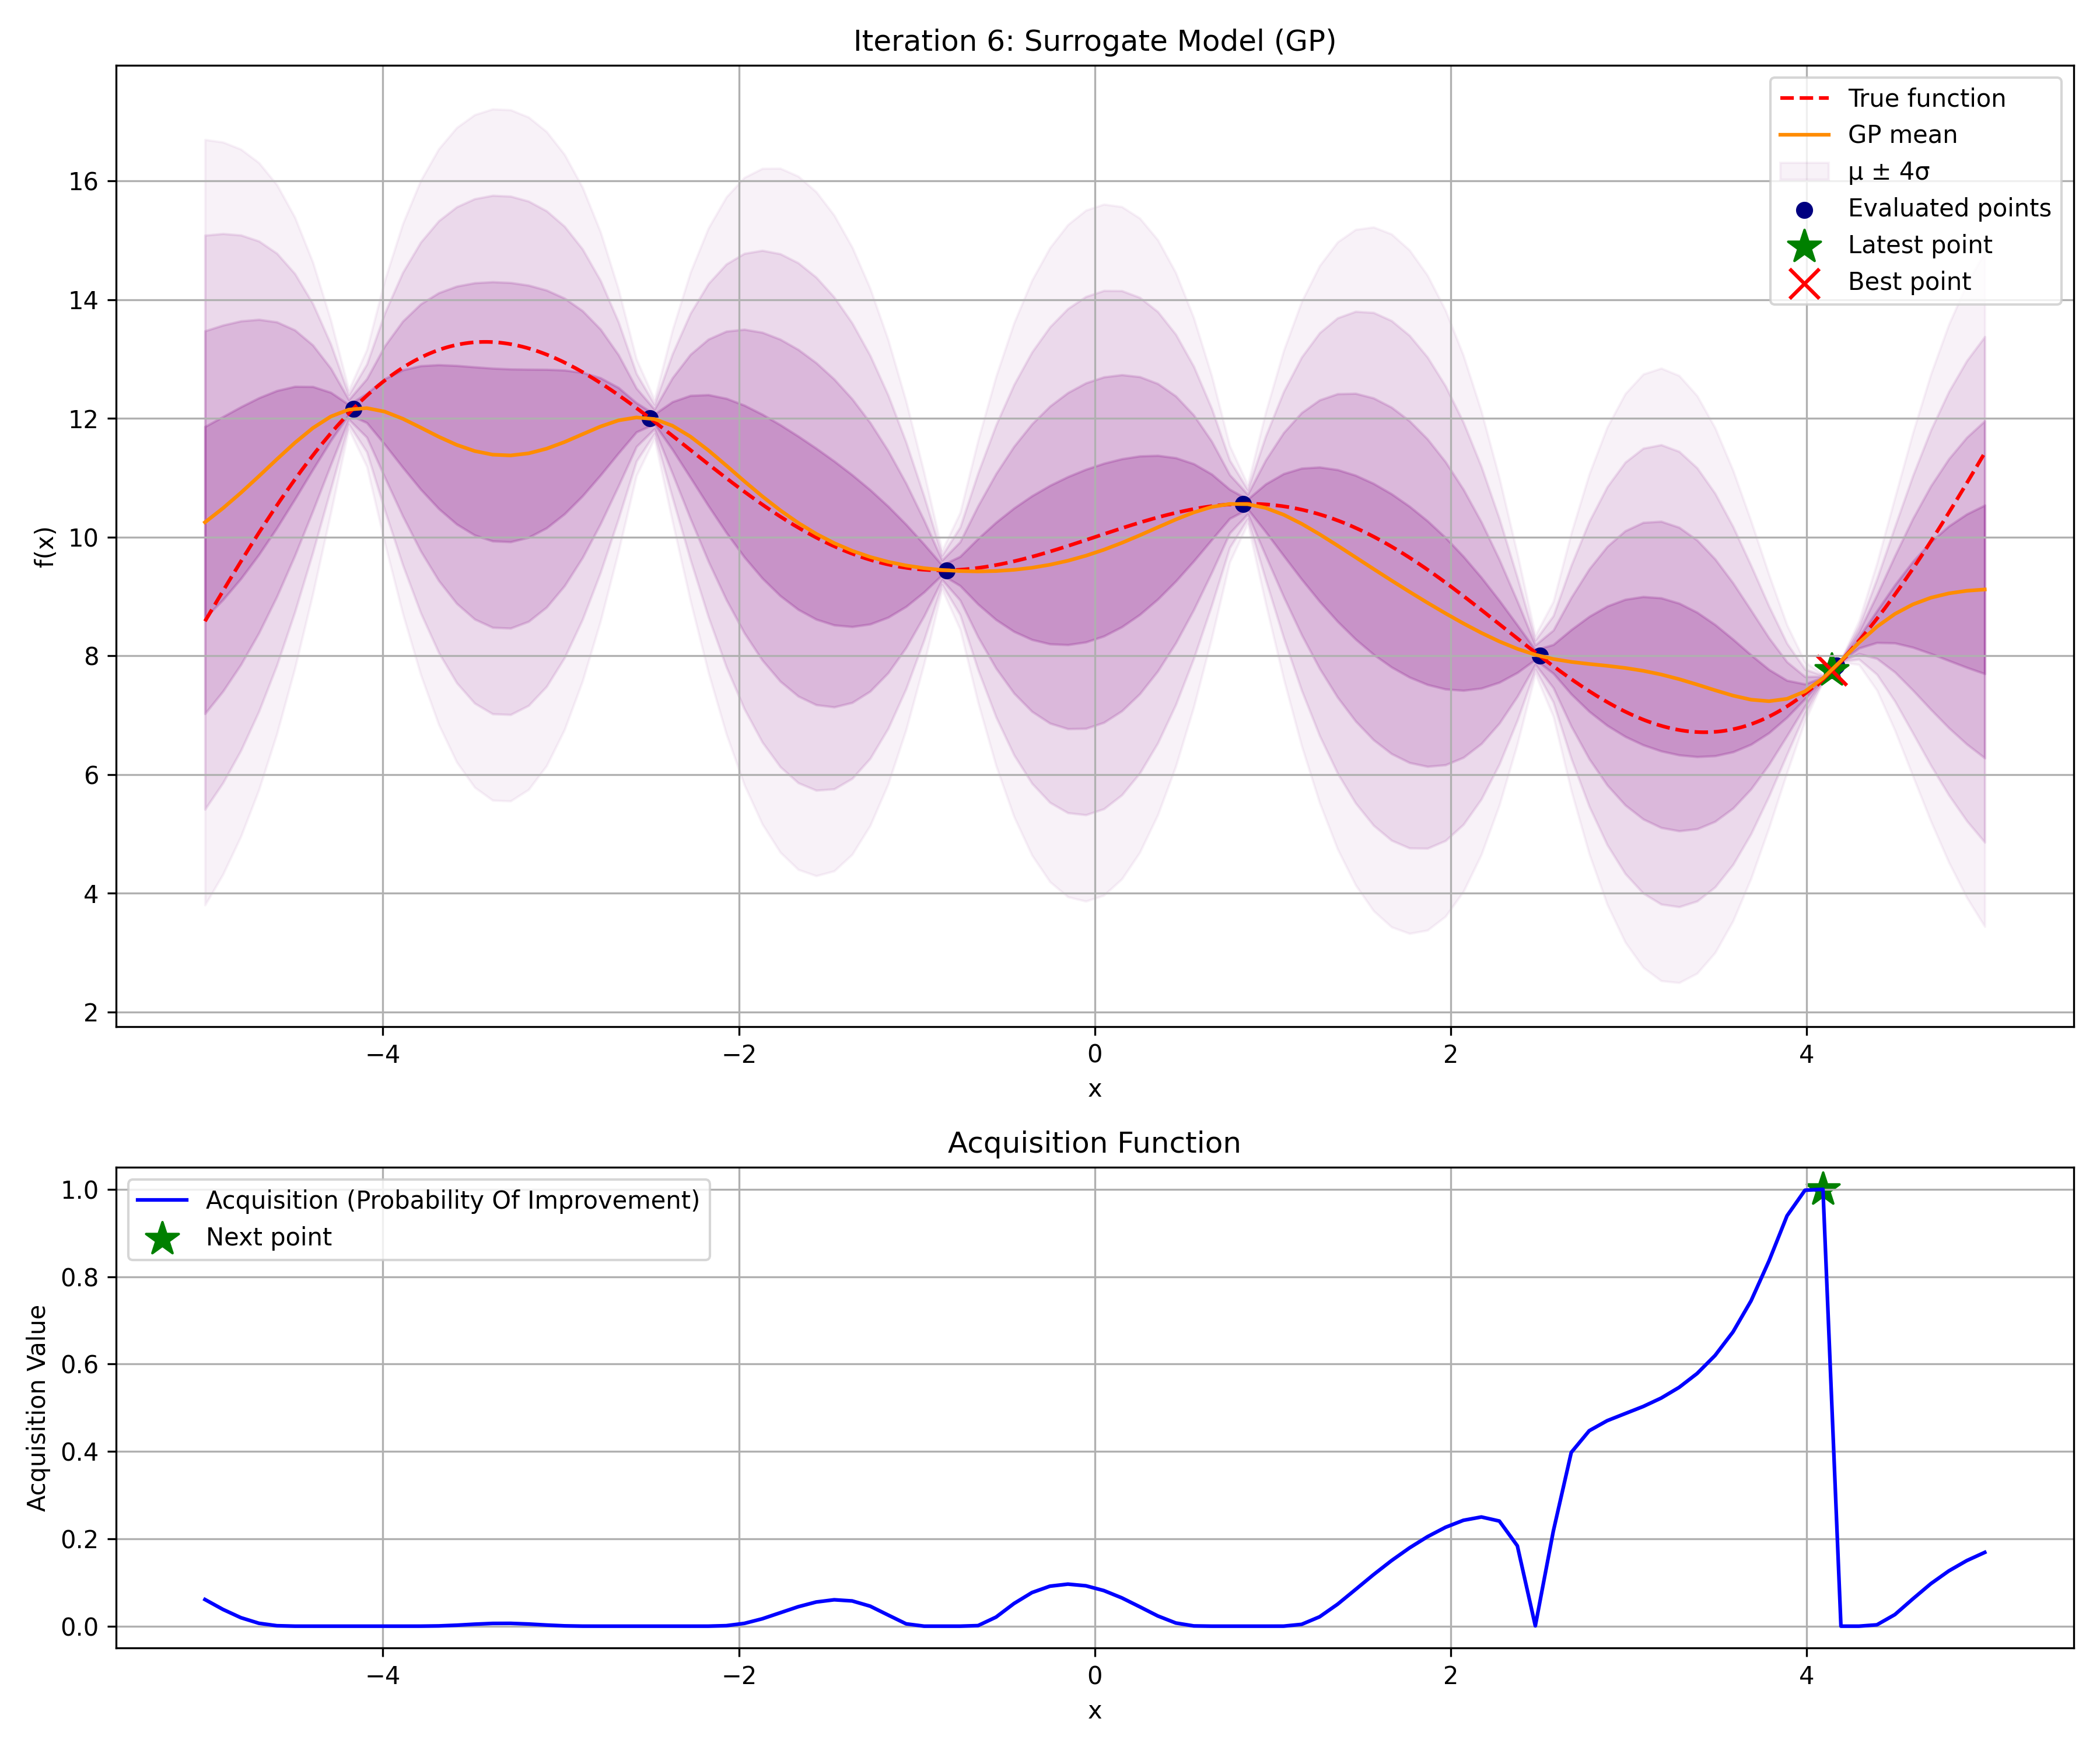 Iteration 6: Surrogate Model (GP)
True function
GP mean
μ ± 4σ
Evaluated points
Latest point
Best point
f(x)
16
14
12
10
8
6
4
2
−4
−2
0
2
4
x
Acquisition Function
Acquisition (Probability Of Improvement)
Next point
Acquisition Value
1.0
0.8
0.6
0.4
0.2
0.0
−4
−2
0
2
4
x